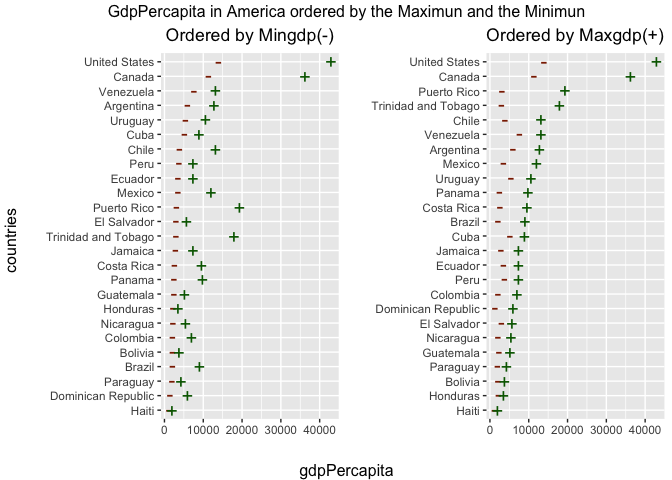 GdpPercapita in America ordered by the Maximun and the Minimun
Ordered by Mingdp(-)
United States
Canada
Venezuela
Argentina
Uruguay
Cuba
Chile
Peru
Ecuador
Mexico
Puerto Rico
El Salvador
Trinidad and Tobago
Jamaica
Costa Rica
Panama
Guatemala
Honduras
Nicaragua
Colombia
Bolivia
Brazil
Paraguay
Dominican Republic
Haiti
0 10000 20000 30000 40000
Ordered by Maxgdp(+)
United States
Canada
Puerto Rico
Trinidad and Tobago
Chile
Venezuela
Argentina
Mexico
Uruguay
Panama
Costa Rica
Brazil
Cuba
Jamaica
Ecuador
Peru
Colombia
Dominican Republic
El Salvador
Nicaragua
Guatemala
Paraguay
Bolivia
Honduras
Haiti
0 10000 20000 30000 40000
countries
gdpPercapita